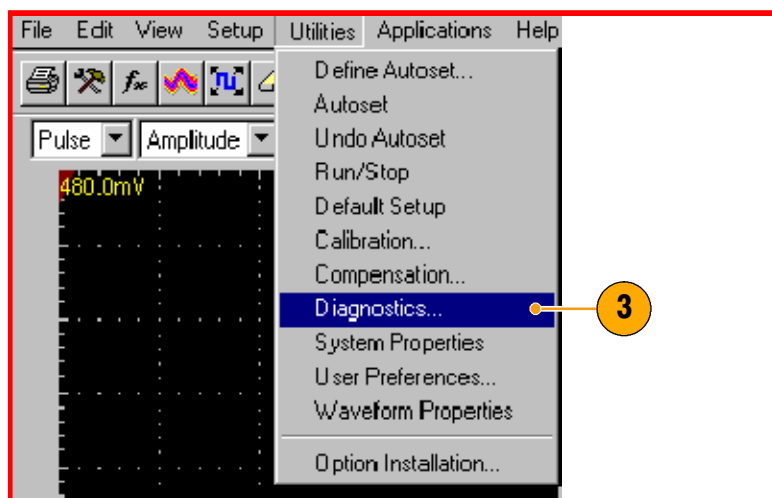 File Edit View Setup Utilities Applications Help
Define Autoset...
Autoset
Pulse Amplitude
Undo Autoset
480.0mV
Run/Stop
Default Setup
Calibration...
Compensation...
Diagnostics...
3
System Properties
User Preferences...
Waveform Properties
Option Installation...